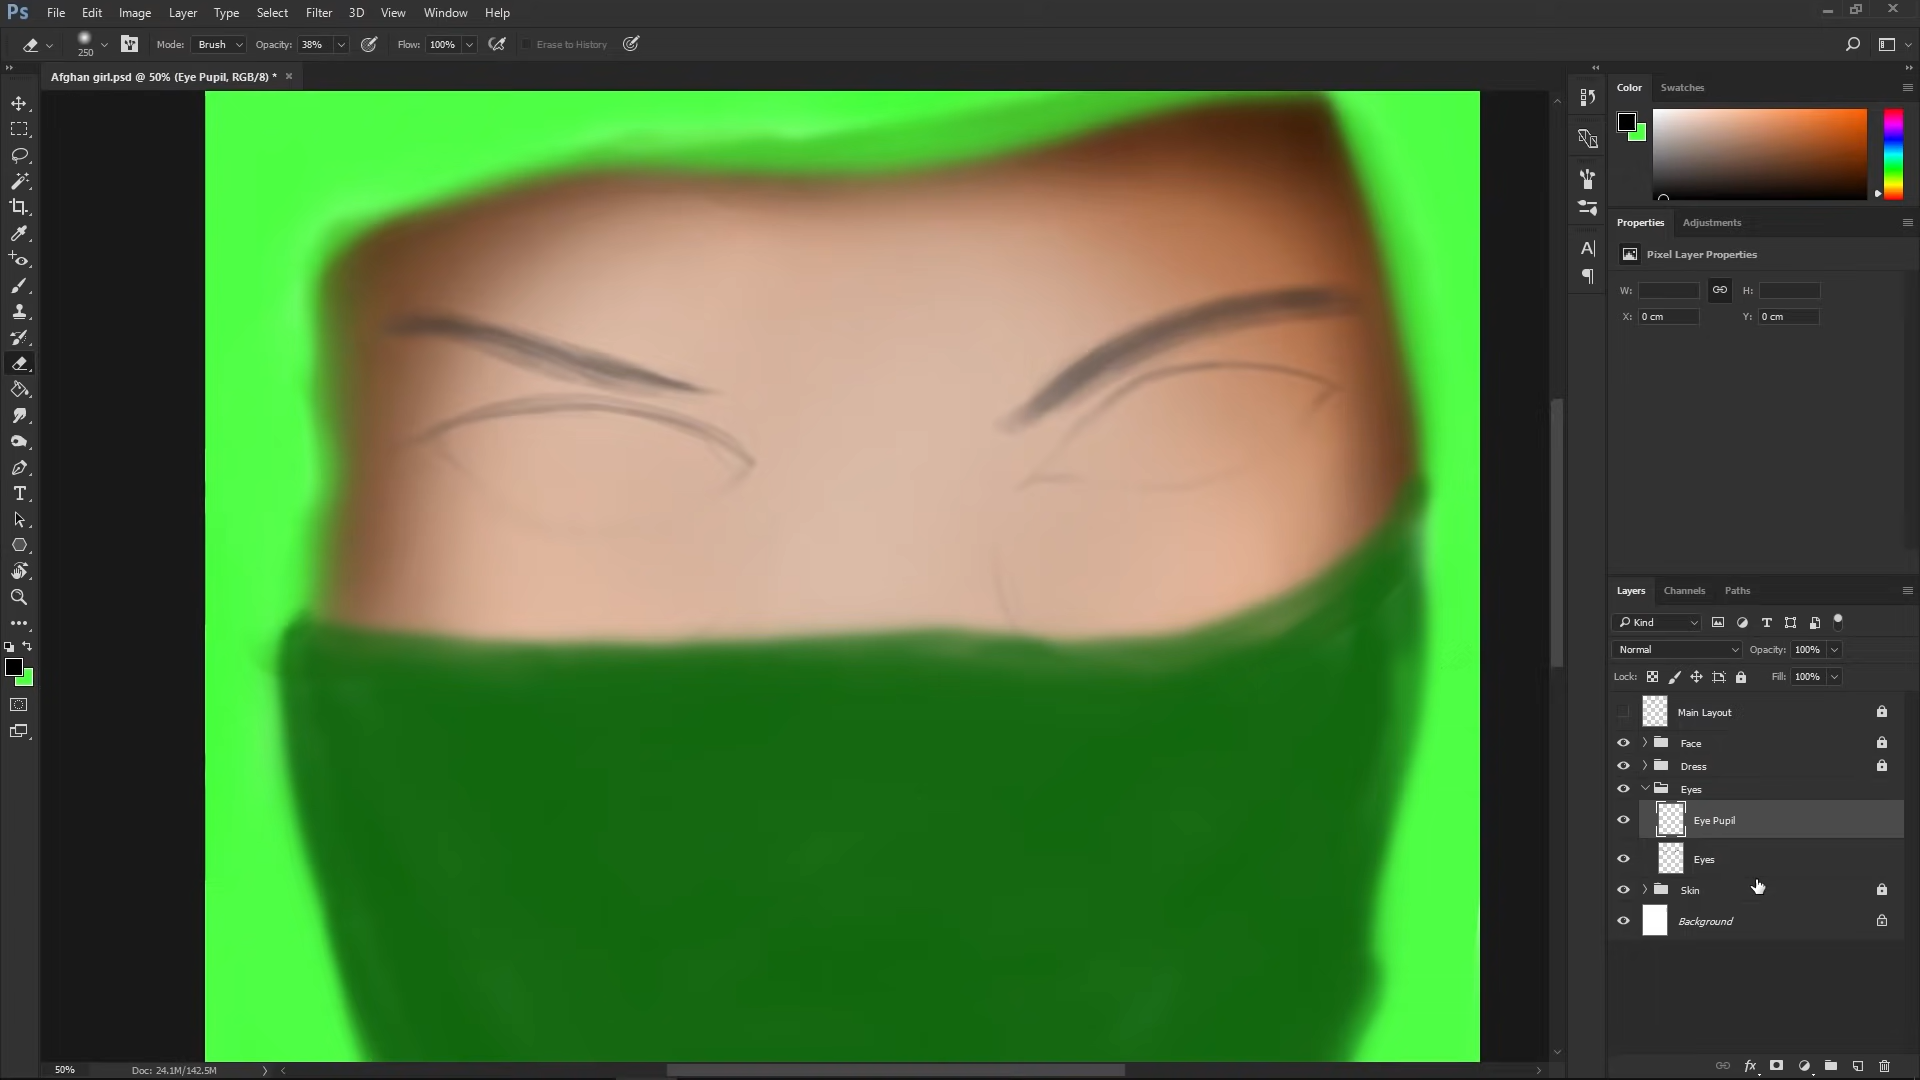 Ps File Edit Image Layer Type Select Filter 3D View Window Help
250 Mode: Brush Opacity: 38% Flow: 100% Erase to History
Afghan girl.psd @ 50% (Eye Pupil, RGB/8) * ×
Color Swatches
Properties Adjustments
Pixel Layer Properties
W: H:
X: 0 cm Y: 0 cm
Layers Channels Paths
Kind
Normal Opacity: 100%
Lock: Fill: 100%
Main Layout
Face
Dress
Eyes
Eye Pupil
Eyes
Skin
Background
50% Doc: 24.1M/142.5M